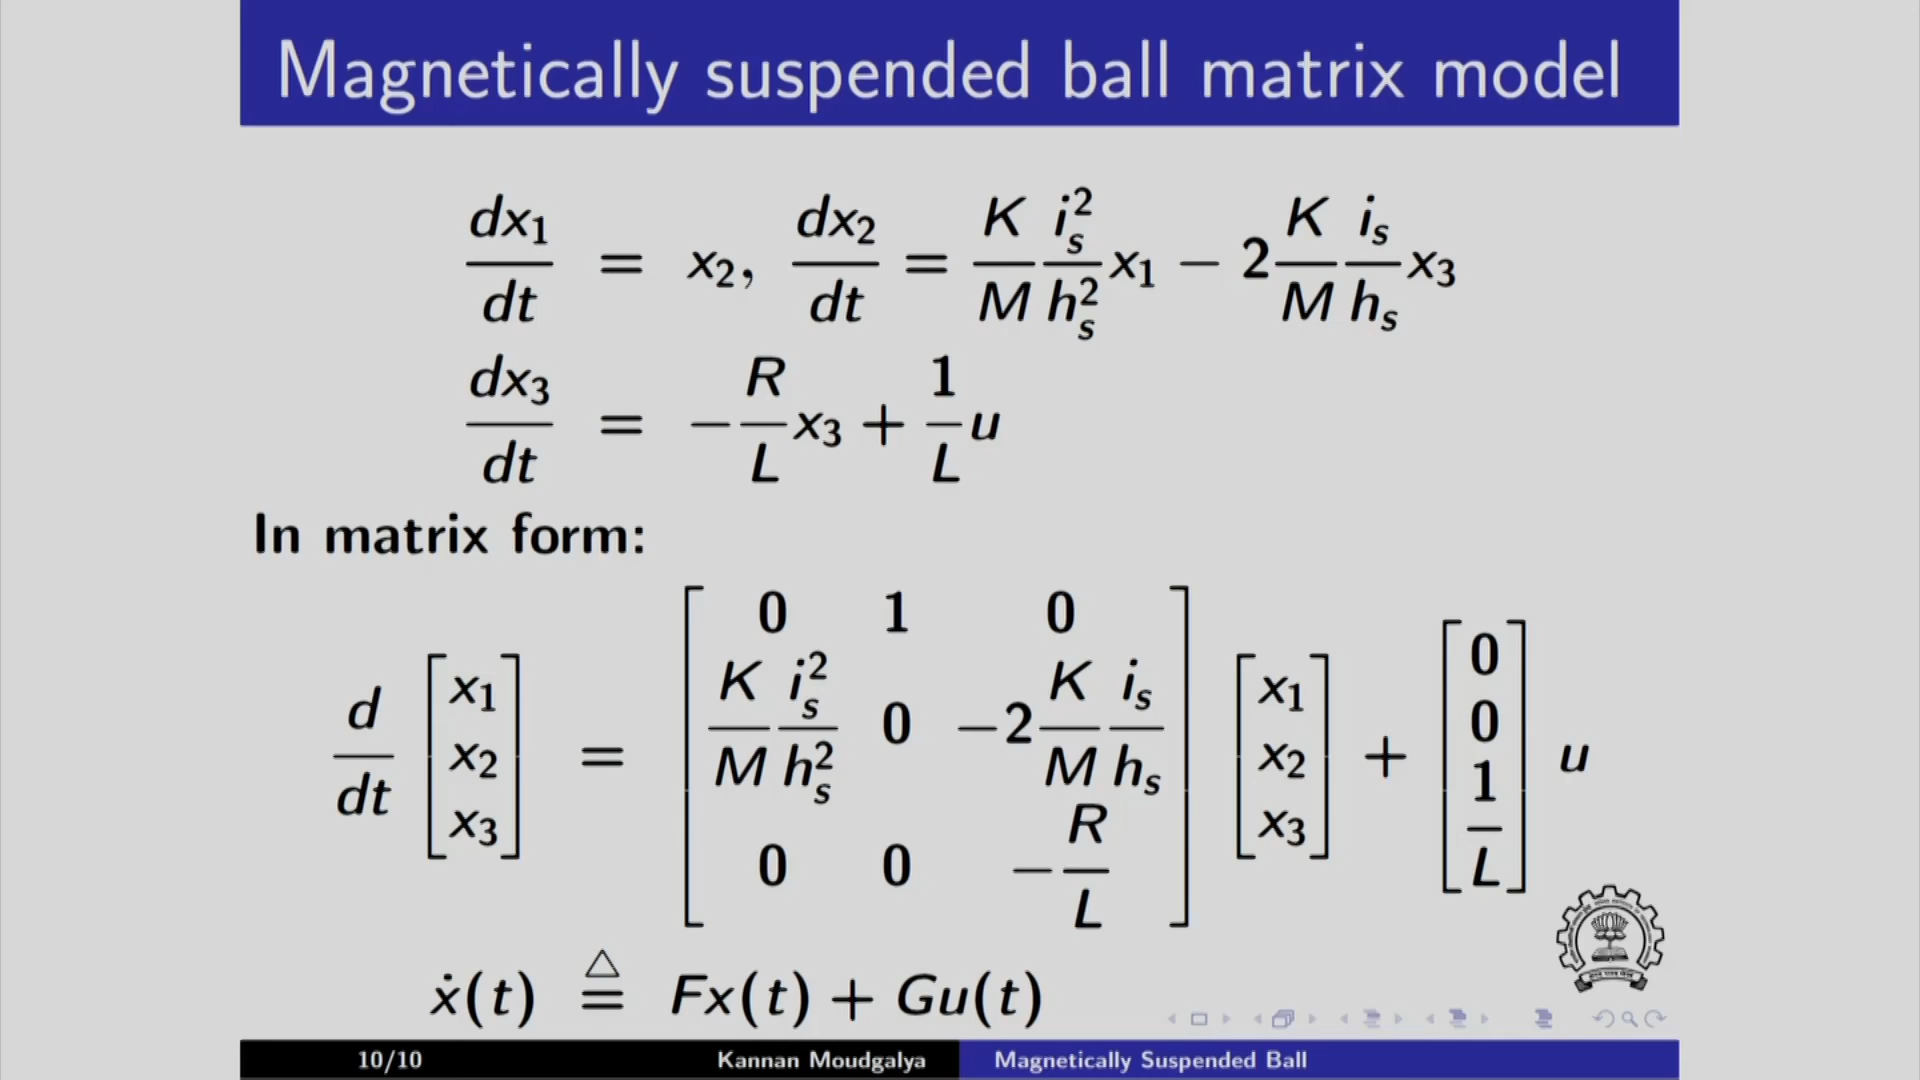 Magnetically suspended ball matrix model
dx₁/dt = x₂, dx₂/dt = K/M i_s²/h_s² x₁ − 2 K/M i_s/h_s x₃
dx₃/dt = −R/L x₃ + 1/L u
In matrix form:
d/dt [x₁ x₂ x₃] = [0 1 0; K/M i_s²/h_s² 0 −2 K/M i_s/h_s; 0 0 −R/L] [x₁ x₂ x₃] + [0 0 1/L] u
ẋ(t) ≜ Fx(t) + Gu(t)
10/10 Kannan Moudgalya Magnetically Suspended Ball